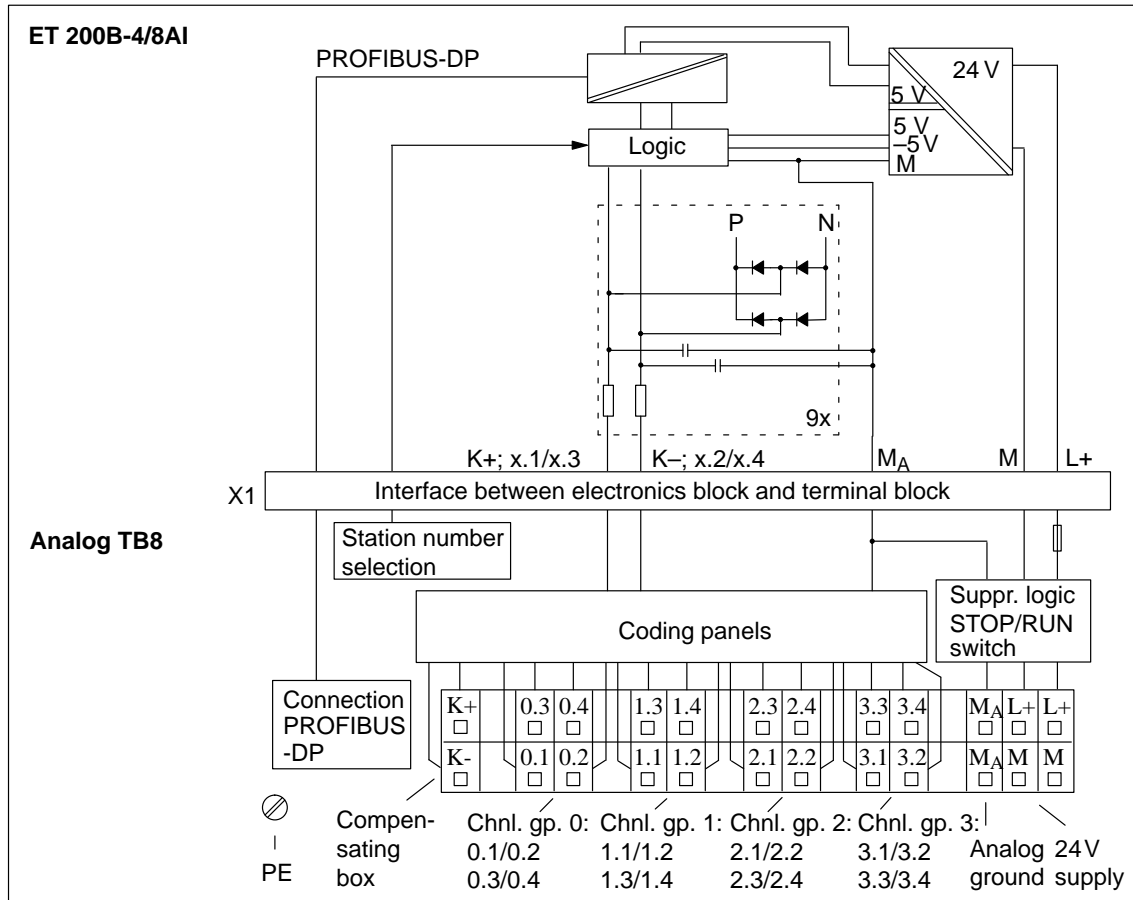 ET 200B-4/8AI
PROFIBUS-DP
24 V
5 V
5 V
–5 V
M
Logic
P N
9x
K+; x.1/x.3 K–; x.2/x.4 MA M L+
X1 Interface between electronics block and terminal block
Analog TB8
Station number
selection
Coding panels
Suppr. logic
STOP/RUN
switch
Connection
PROFIBUS
-DP
K+ 0.3 0.4 1.3 1.4 2.3 2.4 3.3 3.4 MA L+ L+
K- 0.1 0.2 1.1 1.2 2.1 2.2 3.1 3.2 MA M M
PE
Compen-
sating
box
Chnl. gp. 0:
0.1/0.2
0.3/0.4
Chnl. gp. 1:
1.1/1.2
1.3/1.4
Chnl. gp. 2:
2.1/2.2
2.3/2.4
Chnl. gp. 3:
3.1/3.2
3.3/3.4
Analog
ground
24 V
supply